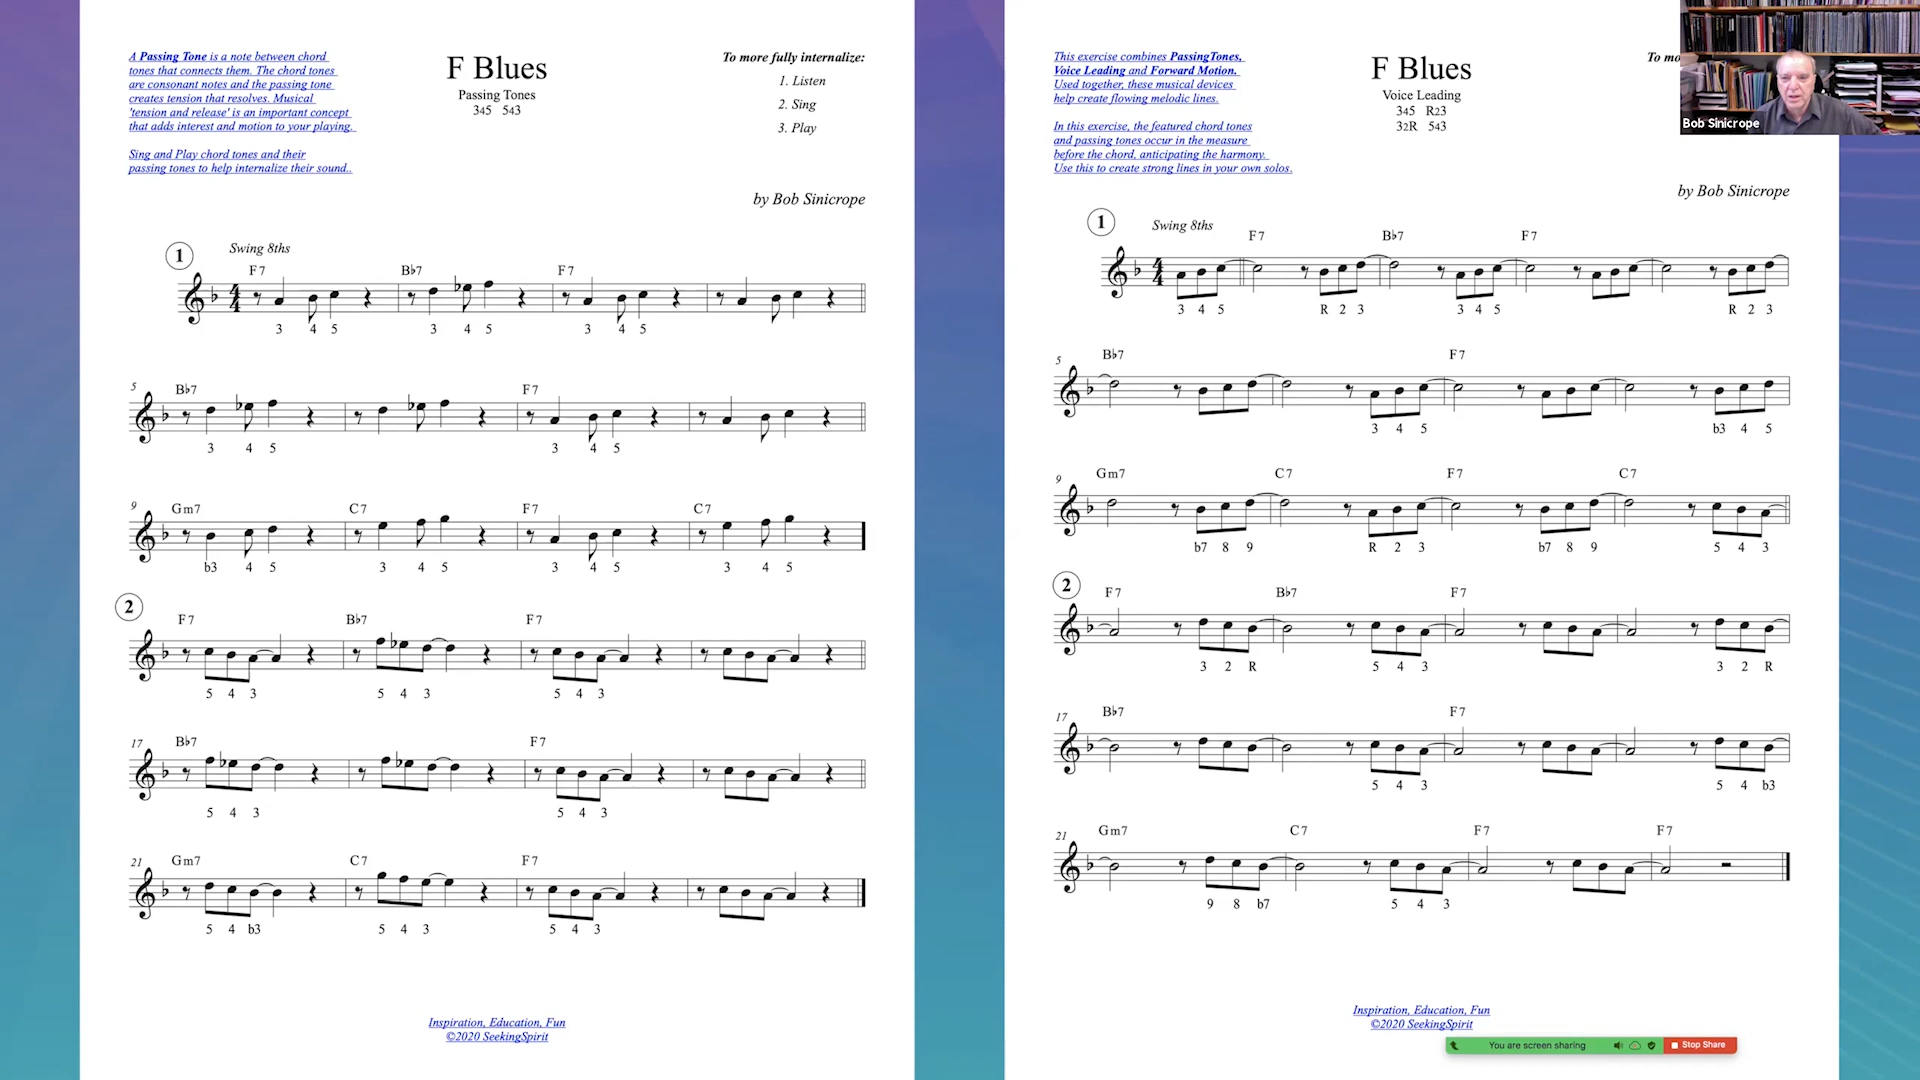 A Passing Tone is a note between chord
tones that connects them. The chord tones
are consonant notes and the passing tone
creates tension that resolves. Musical
'tension and release' is an important concept
that adds interest and motion to your playing.
Sing and Play chord tones and their
passing tones to help internalize their sound..
F Blues
Passing Tones
345 543
To more fully internalize:
1. Listen
2. Sing
3. Play
by Bob Sinicrope
1
Swing 8ths
F7 Bb7 F7
3 4 5 3 4 5 3 4 5
5
Bb7 F7
3 4 5 3 4 5
9
Gm7 C7 F7 C7
b3 4 5 3 4 5 3 4 5 3 4 5
2
F7 Bb7 F7
5 4 3 5 4 3 5 4 3
17
Bb7 F7
5 4 3 5 4 3
21
Gm7 C7 F7
5 4 b3 5 4 3 5 4 3
Inspiration, Education, Fun
©2020 SeekingSpirit
This exercise combines PassingTones,
Voice Leading and Forward Motion.
Used together, these musical devices
help create flowing melodic lines.
In this exercise, the featured chord tones
and passing tones occur in the measure
before the chord, anticipating the harmony.
Use this to create strong lines in your own solos.
F Blues
Voice Leading
345 R23
32R 543
To
Bob Sinicrope
by Bob Sinicrope
1
Swing 8ths
F7 Bb7 F7
4/4
3 4 5 R 2 3 3 4 5 R 2 3
5
Bb7 F7
3 4 5 b3 4 5
9
Gm7 C7 F7 C7
b7 8 9 R 2 3 b7 8 9 5 4 3
2
F7 Bb7 F7
3 2 R 5 4 3 3 2 R
17
Bb7 F7
5 4 3 5 4 b3
21
Gm7 C7 F7 F7
9 8 b7 5 4 3
Inspiration, Education, Fun
©2020 SeekingSpirit
You are screen sharing
Stop Share